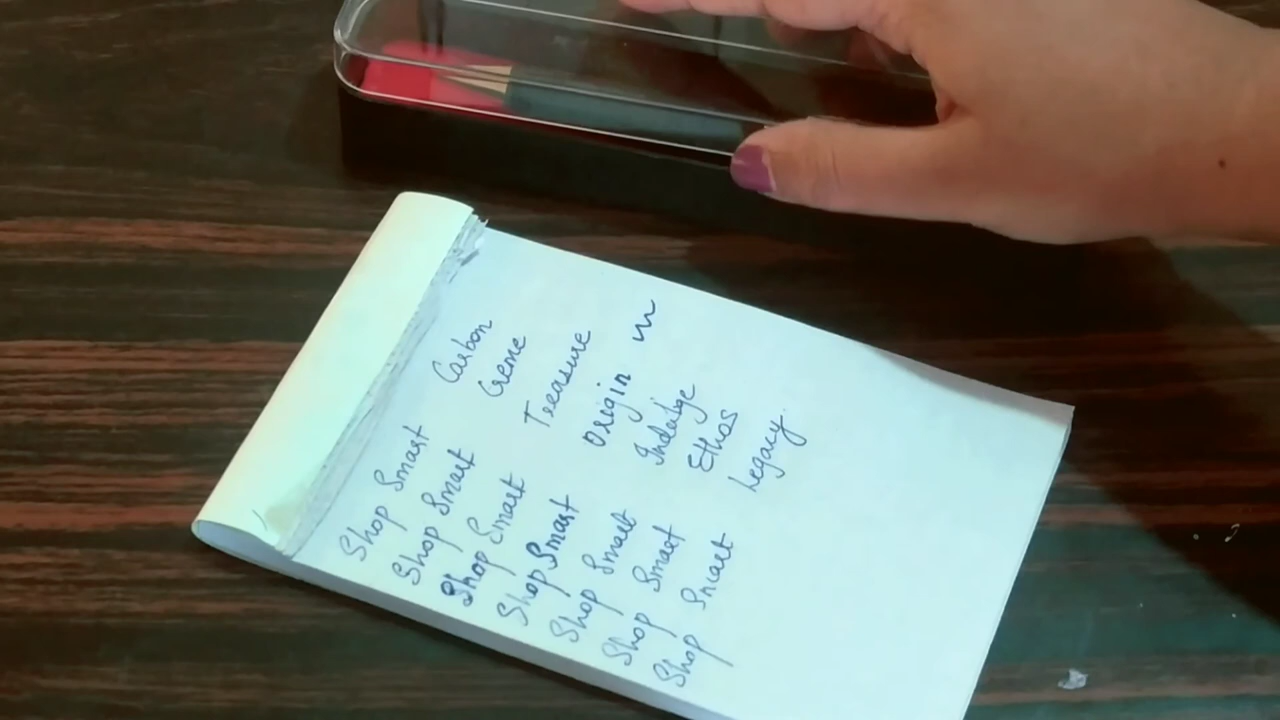 Shop Smart Carbon
Shop Smart Creme
Shop Smart Treasure
Shop Smart Origin
Shop Smart Indulge
Shop Smart Ethos
Shop Smart Legacy.